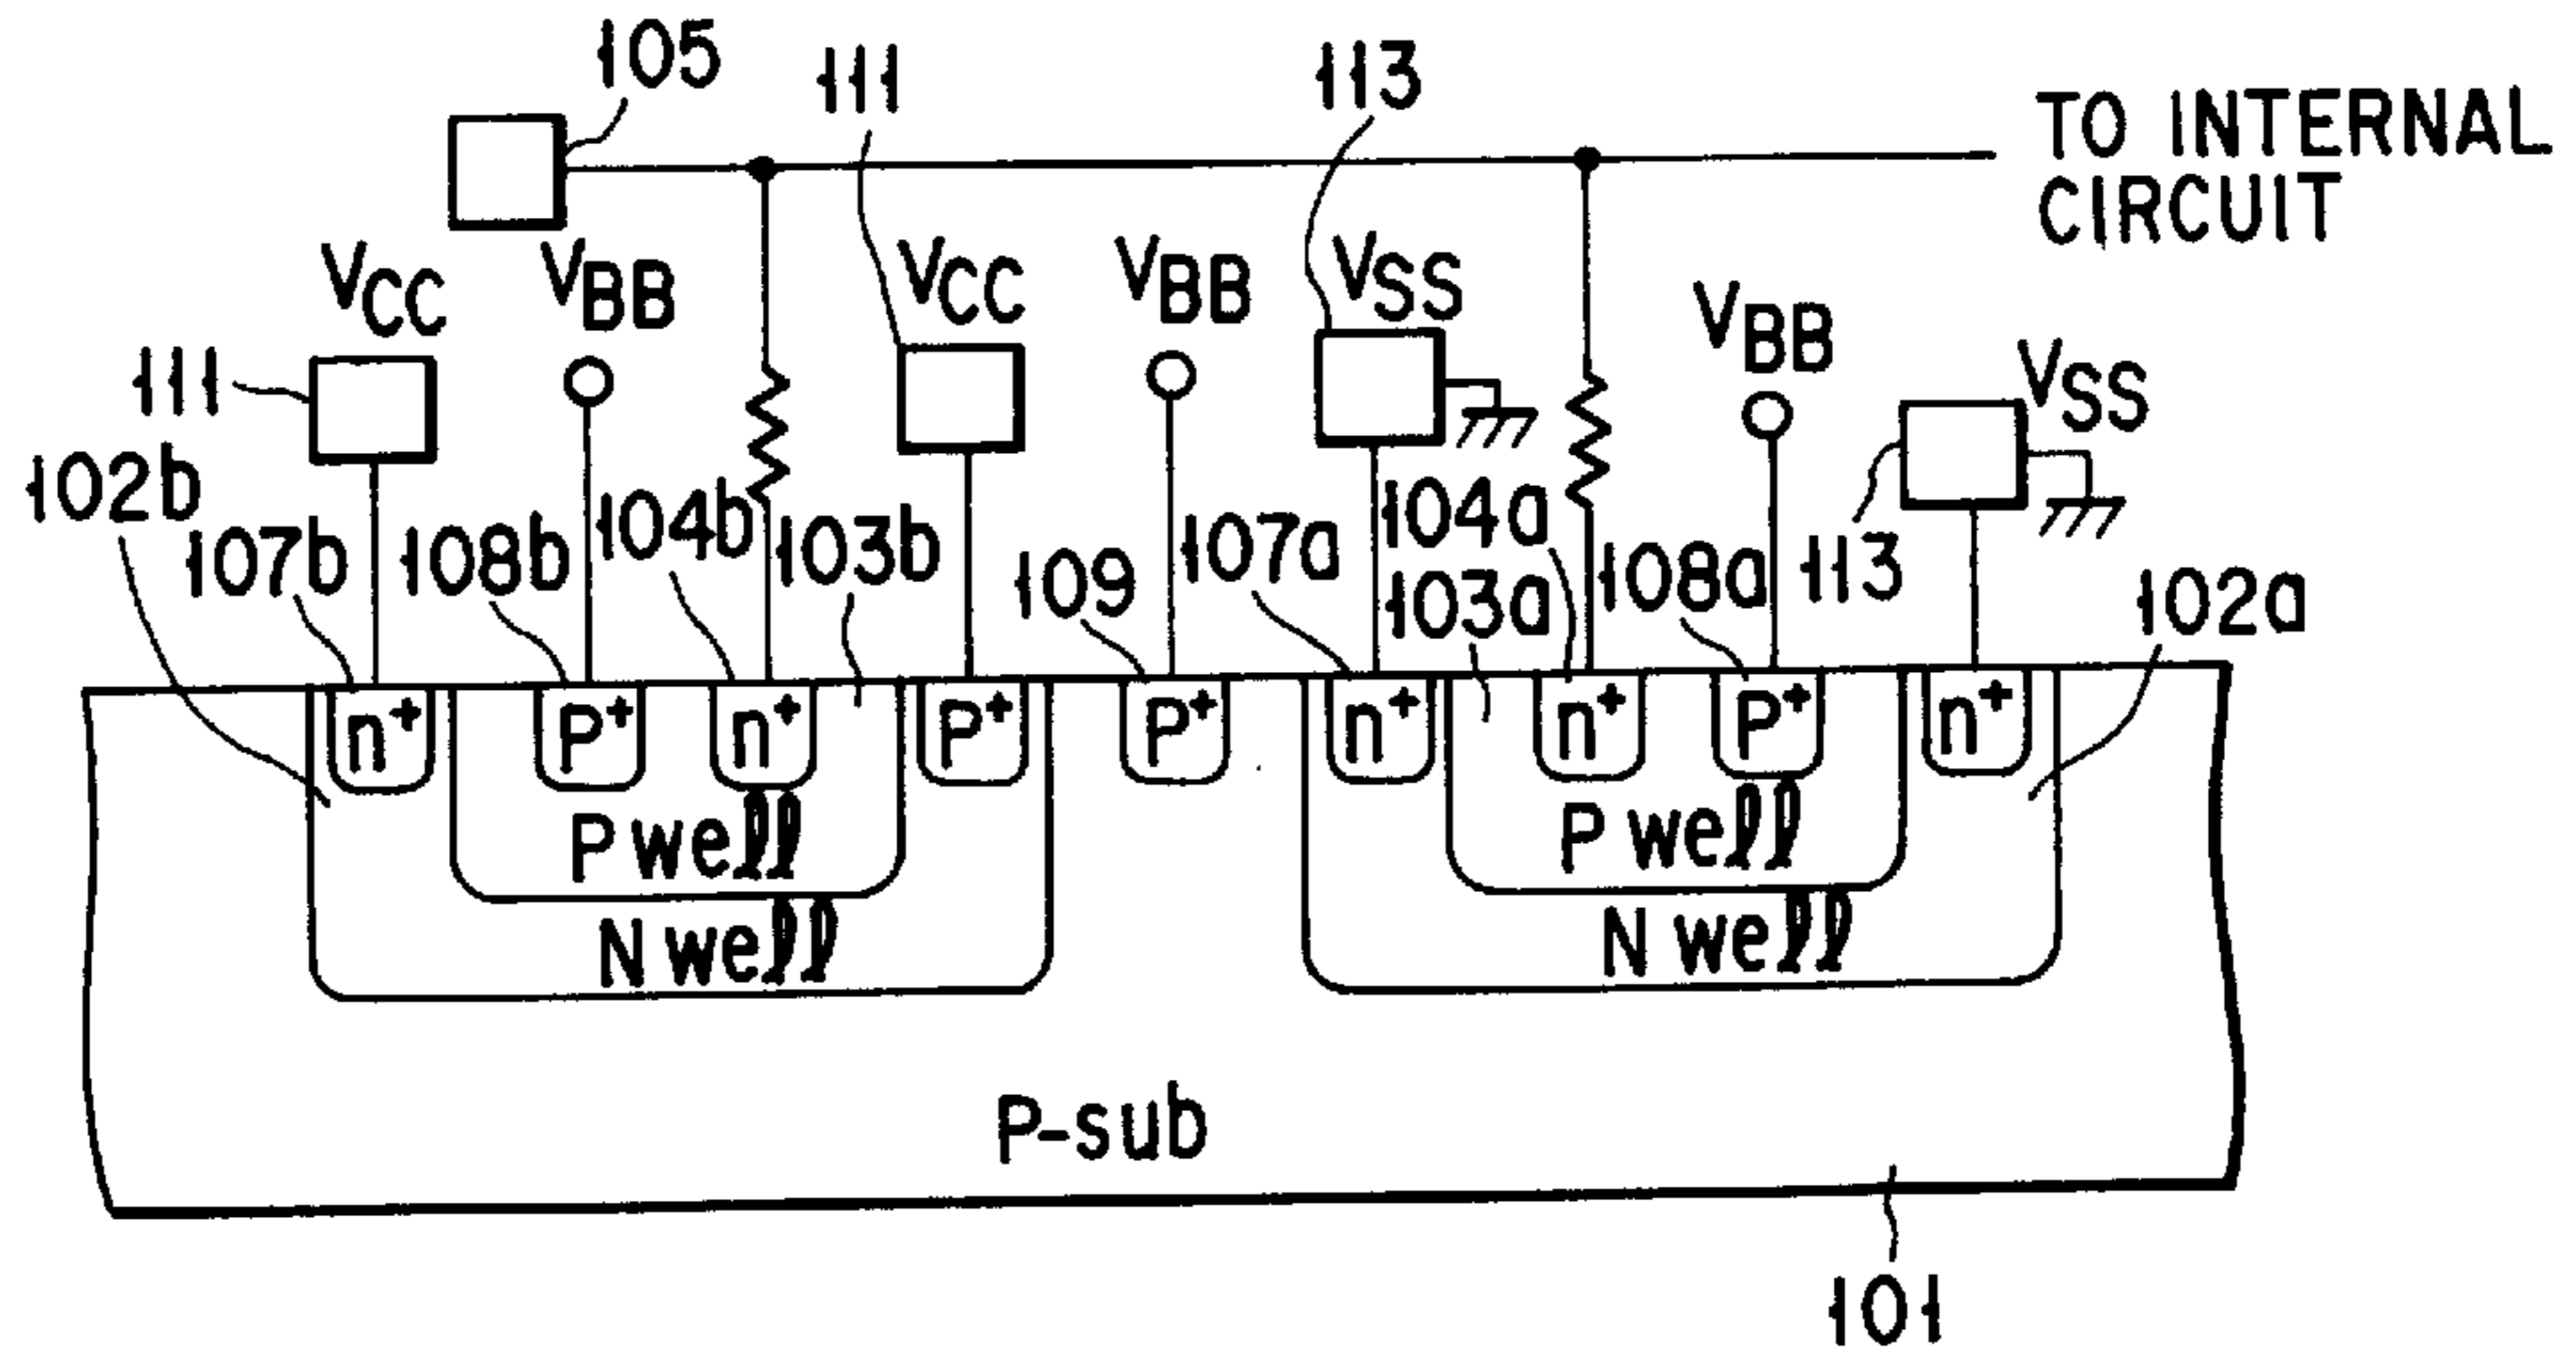 105
111
113
TO INTERNAL
CIRCUIT
VCC
VBB
VCC
VBB
VSS
VBB
VSS
111
102b
107b
108b
104b
103b
109
107a
104a
103a
108a
113
102a
n+
P+
n+
P+
P+
n+
n+
P+
n+
P well
P well
N well
N well
P-sub
101